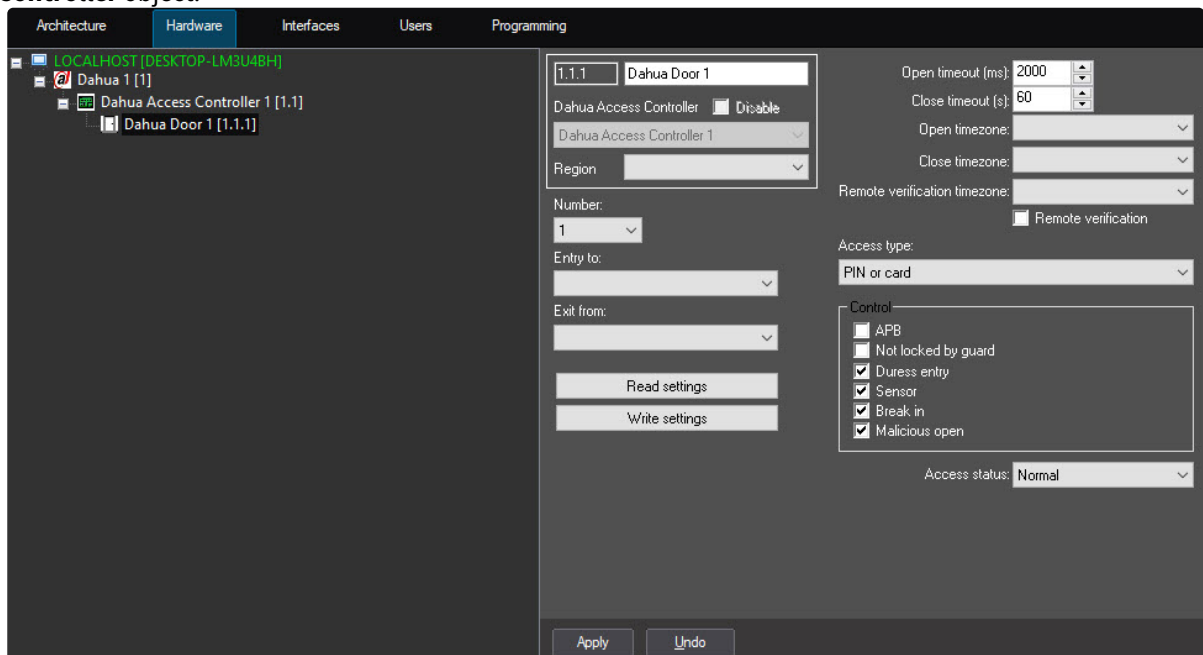 Controller object.
Architecture Hardware Interfaces Users Programming
LOCALHOST [DESKTOP-LM3U4BH]
Dahua 1 [1]
Dahua Access Controller 1 [1.1]
Dahua Door 1 [1.1.1]
1.1.1 Dahua Door 1
Dahua Access Controller Disable
Dahua Access Controller 1
Region
Number:
1
Entry to:
Exit from:
Read settings
Write settings
Open timeout (ms): 2000
Close timeout (s): 60
Open timezone:
Close timezone:
Remote verification timezone:
Remote verification
Access type:
PIN or card
Control
APB
Not locked by guard
Duress entry
Sensor
Break in
Malicious open
Access status: Normal
Apply Undo